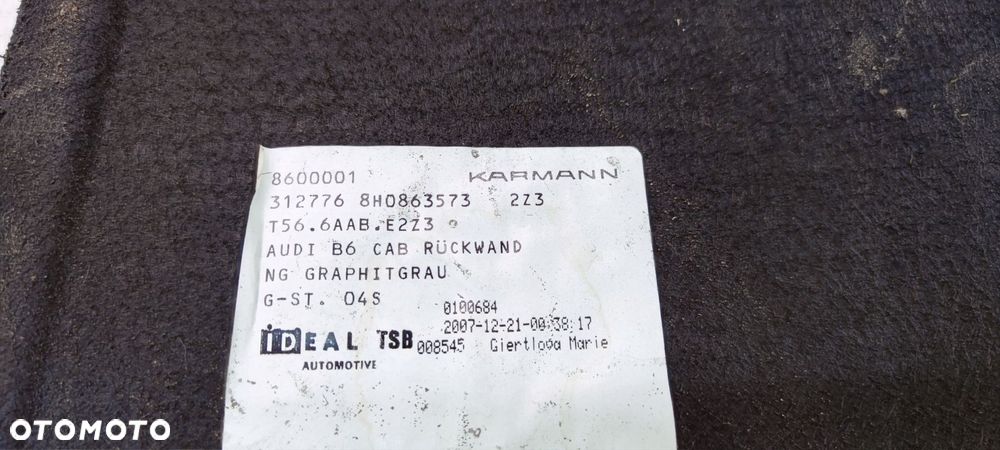 8600001 KARMANN
312776 8H0863573 2Z3
T56.6AAB.E2Z3
AUDI B6 CAB RÜCKWAND
NG GRAPHITGRAU
G-ST. 04S
0100684
2007-12-21-00:38:17
iDEAL TSB 008545 Giertlova Marie
AUTOMOTIVE
OTOMOTO